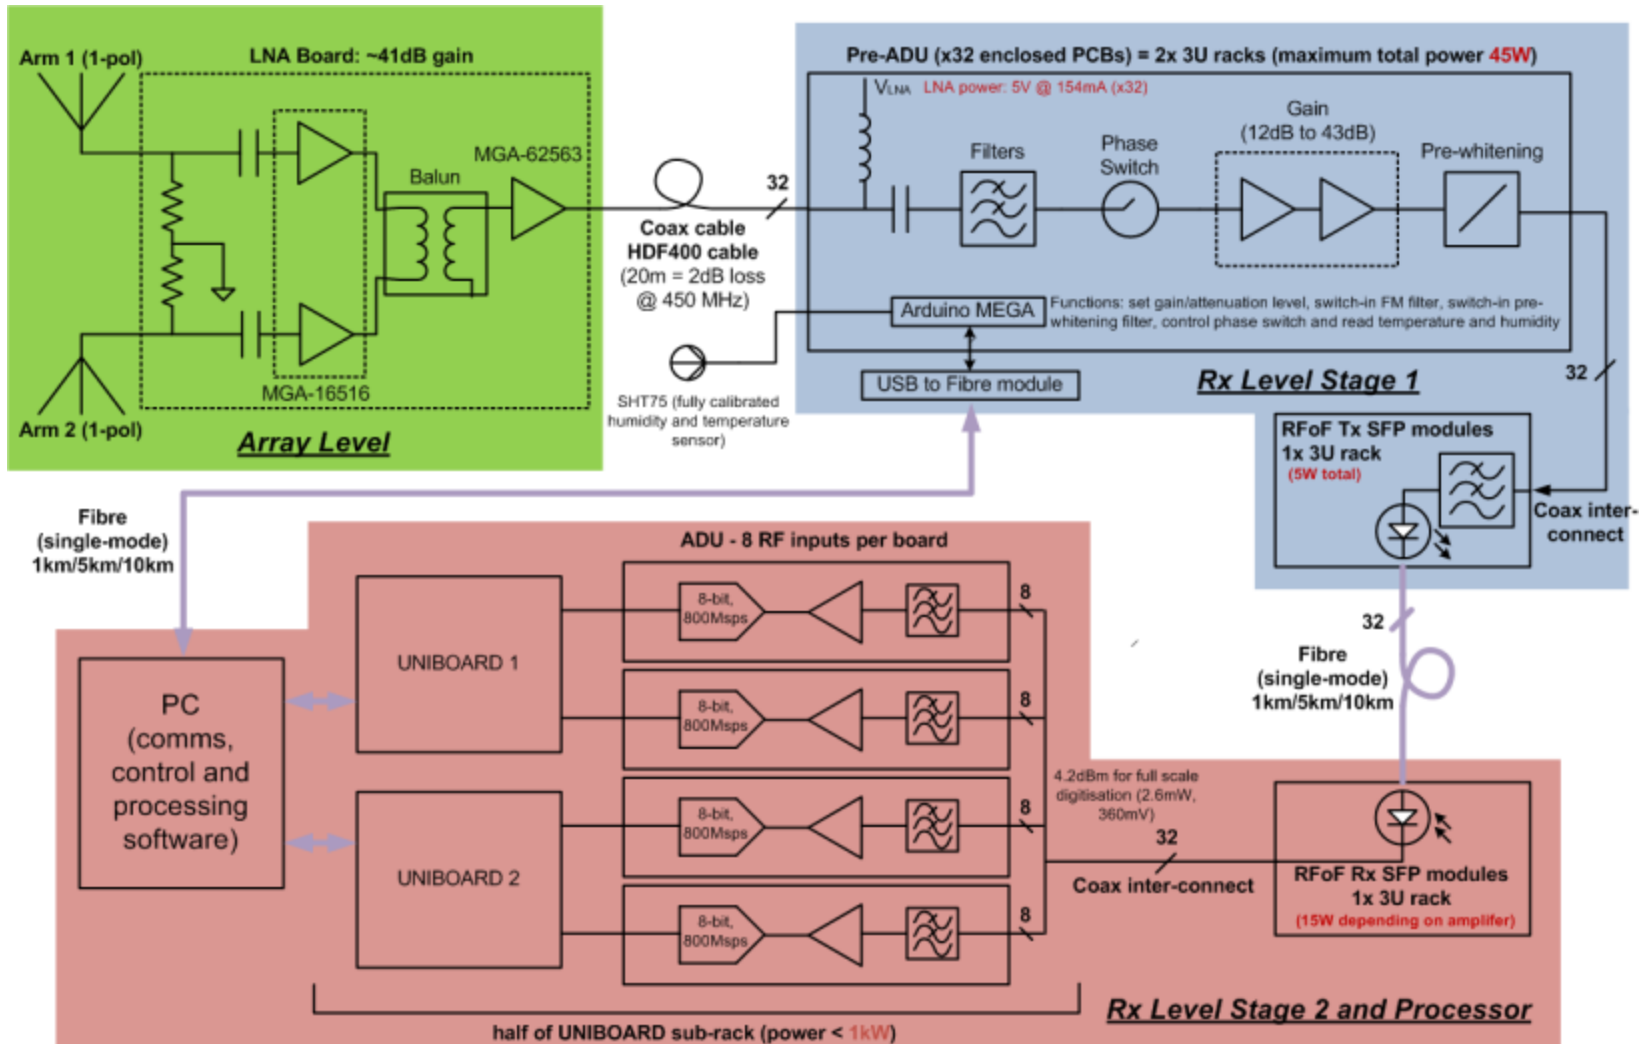 Arm 1 (1-pol)
LNA Board: ~41dB gain
MGA-62563
Balun
MGA-16516
Arm 2 (1-pol)
Array Level
32
Coax cable
HDF400 cable
(20m = 2dB loss
@ 450 MHz)
SHT75 (fully calibrated
humidity and temperature
sensor)
Pre-ADU (x32 enclosed PCBs) = 2x 3U racks (maximum total power 45W)
VLNA LNA power: 5V @ 154mA (x32)
Filters
Phase
Switch
Gain
(12dB to 43dB)
Pre-whitening
Arduino MEGA
Functions: set gain/attenuation level, switch-in FM filter, switch-in pre-
whitening filter, control phase switch and read temperature and humidity
USB to Fibre module
Rx Level Stage 1
32
RFoF Tx SFP modules
1x 3U rack
(5W total)
Coax inter-
connect
32
Fibre
(single-mode)
1km/5km/10km
Fibre
(single-mode)
1km/5km/10km
ADU - 8 RF inputs per board
8-bit,
800Msps
8
8-bit,
800Msps
8
8-bit,
800Msps
8
8-bit,
800Msps
8
UNIBOARD 1
UNIBOARD 2
PC
(comms,
control and
processing
software)
4.2dBm for full scale
digitisation (2.6mW,
360mV)
32
Coax inter-connect
RFoF Rx SFP modules
1x 3U rack
(15W depending on amplifer)
Rx Level Stage 2 and Processor
half of UNIBOARD sub-rack (power < 1kW)